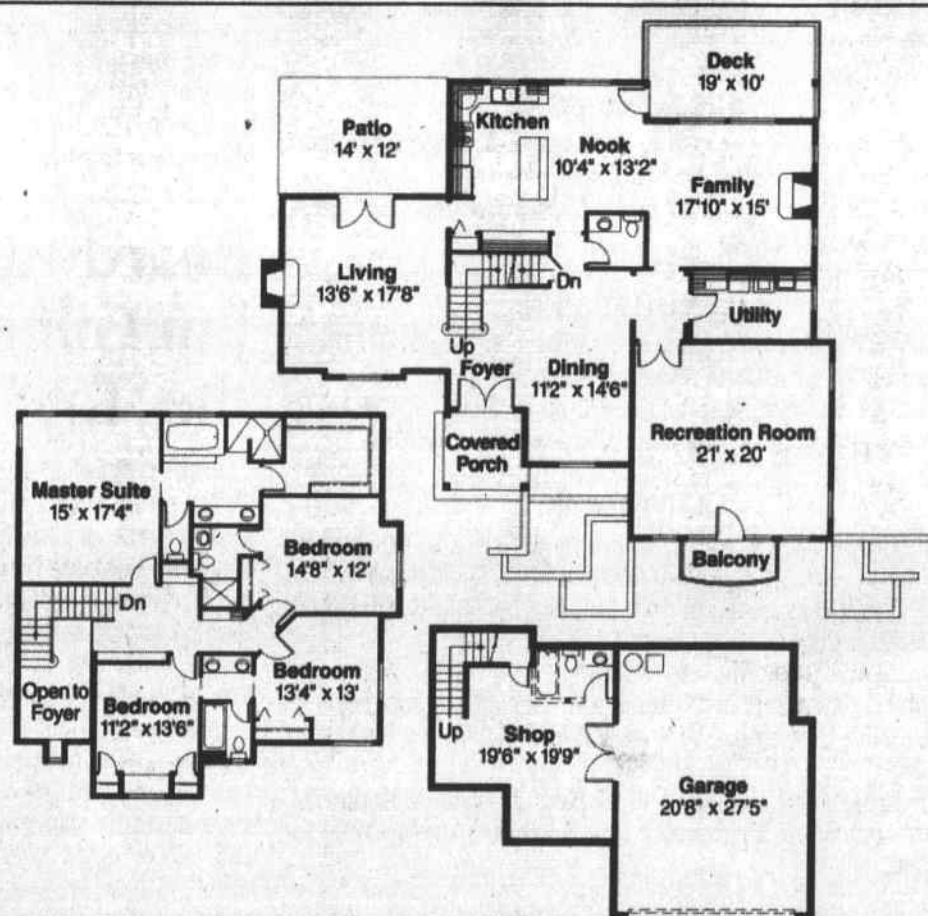 Deck
19' x 10'
Patio
14' x 12'
Kitchen
Nook
10'4" x 13'2"
Family
17'10" x 15'
Living
13'6" x 17'8"
Dn
Utility
Up
Foyer
Dining
11'2" x 14'6"
Covered
Porch
Recreation Room
21' x 20'
Balcony
Master Suite
15' x 17'4"
Bedroom
14'8" x 12'
Dn
Open to
Foyer
Bedroom
11'2" x 13'6"
Bedroom
13'4" x 13'
Up
Shop
19'6" x 19'9"
Garage
20'8" x 27'5"